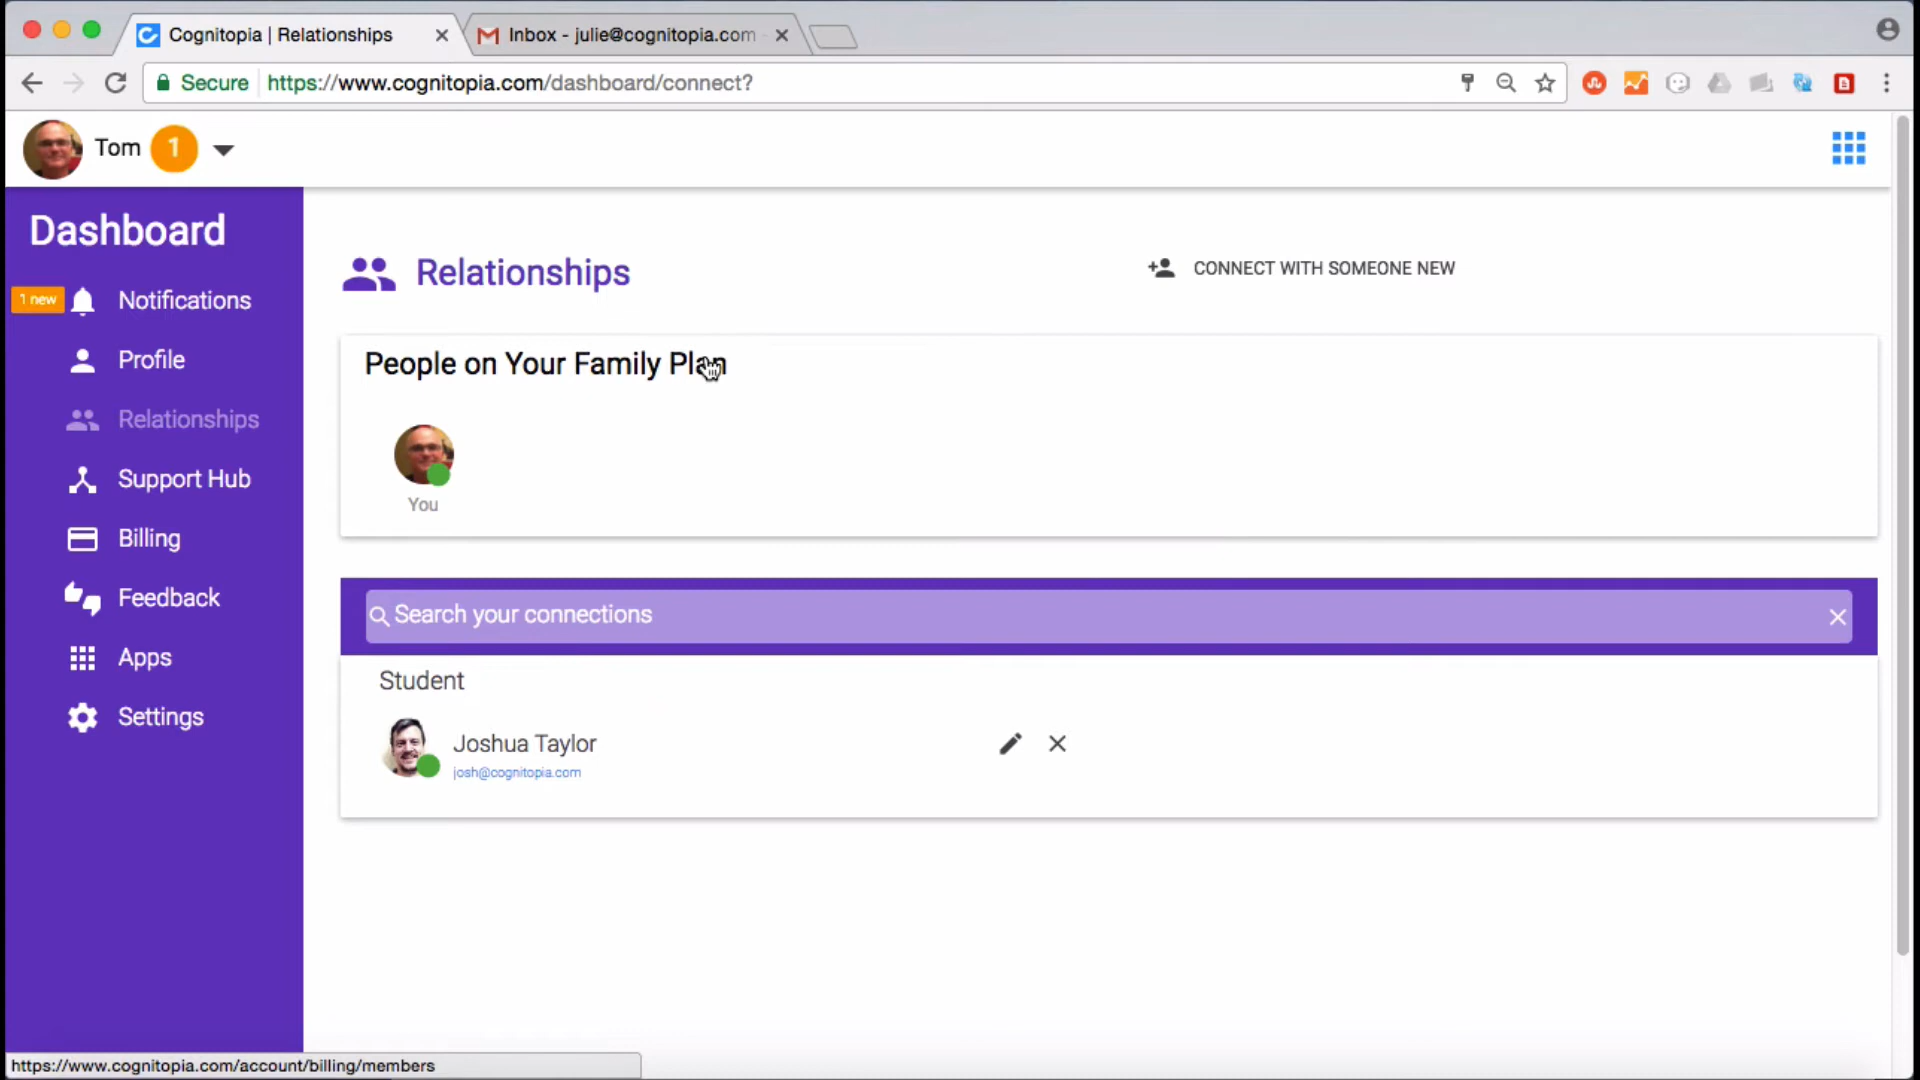 Cognitopia | Relationships
Inbox - julie@cognitopia.com
Secure
https://www.cognitopia.com/dashboard/connect?
Tom
1
Dashboard
1 new
Notifications
Profile
Relationships
Support Hub
Billing
Feedback
Apps
Settings
Relationships
CONNECT WITH SOMEONE NEW
People on Your Family Plan
You
Search your connections
Student
Joshua Taylor
josh@cognitopia.com
https://www.cognitopia.com/account/billing/members